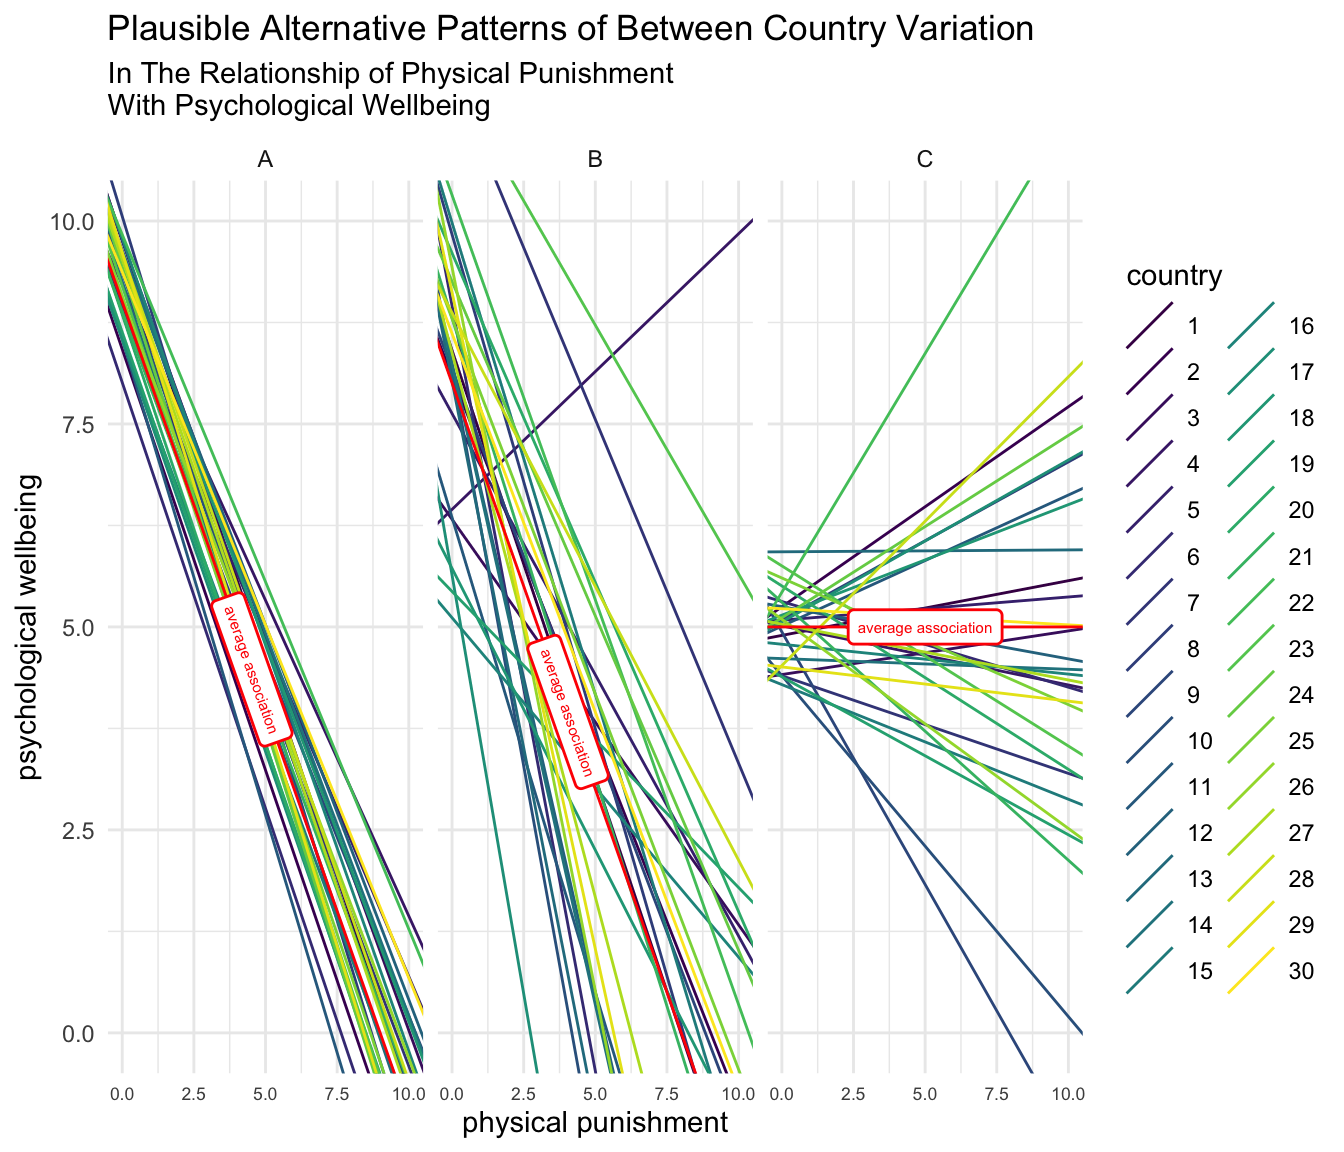 Plausible Alternative Patterns of Between Country Variation
In The Relationship of Physical Punishment
With Psychological Wellbeing
A
B
C
psychological wellbeing
10.0
7.5
5.0
2.5
0.0
average association
average association
average association
0.0 2.5 5.0 7.5 10.0
0.0 2.5 5.0 7.5 10.0
0.0 2.5 5.0 7.5 10.0
physical punishment
country
1
2
3
4
5
6
7
8
9
10
11
12
13
14
15
16
17
18
19
20
21
22
23
24
25
26
27
28
29
30